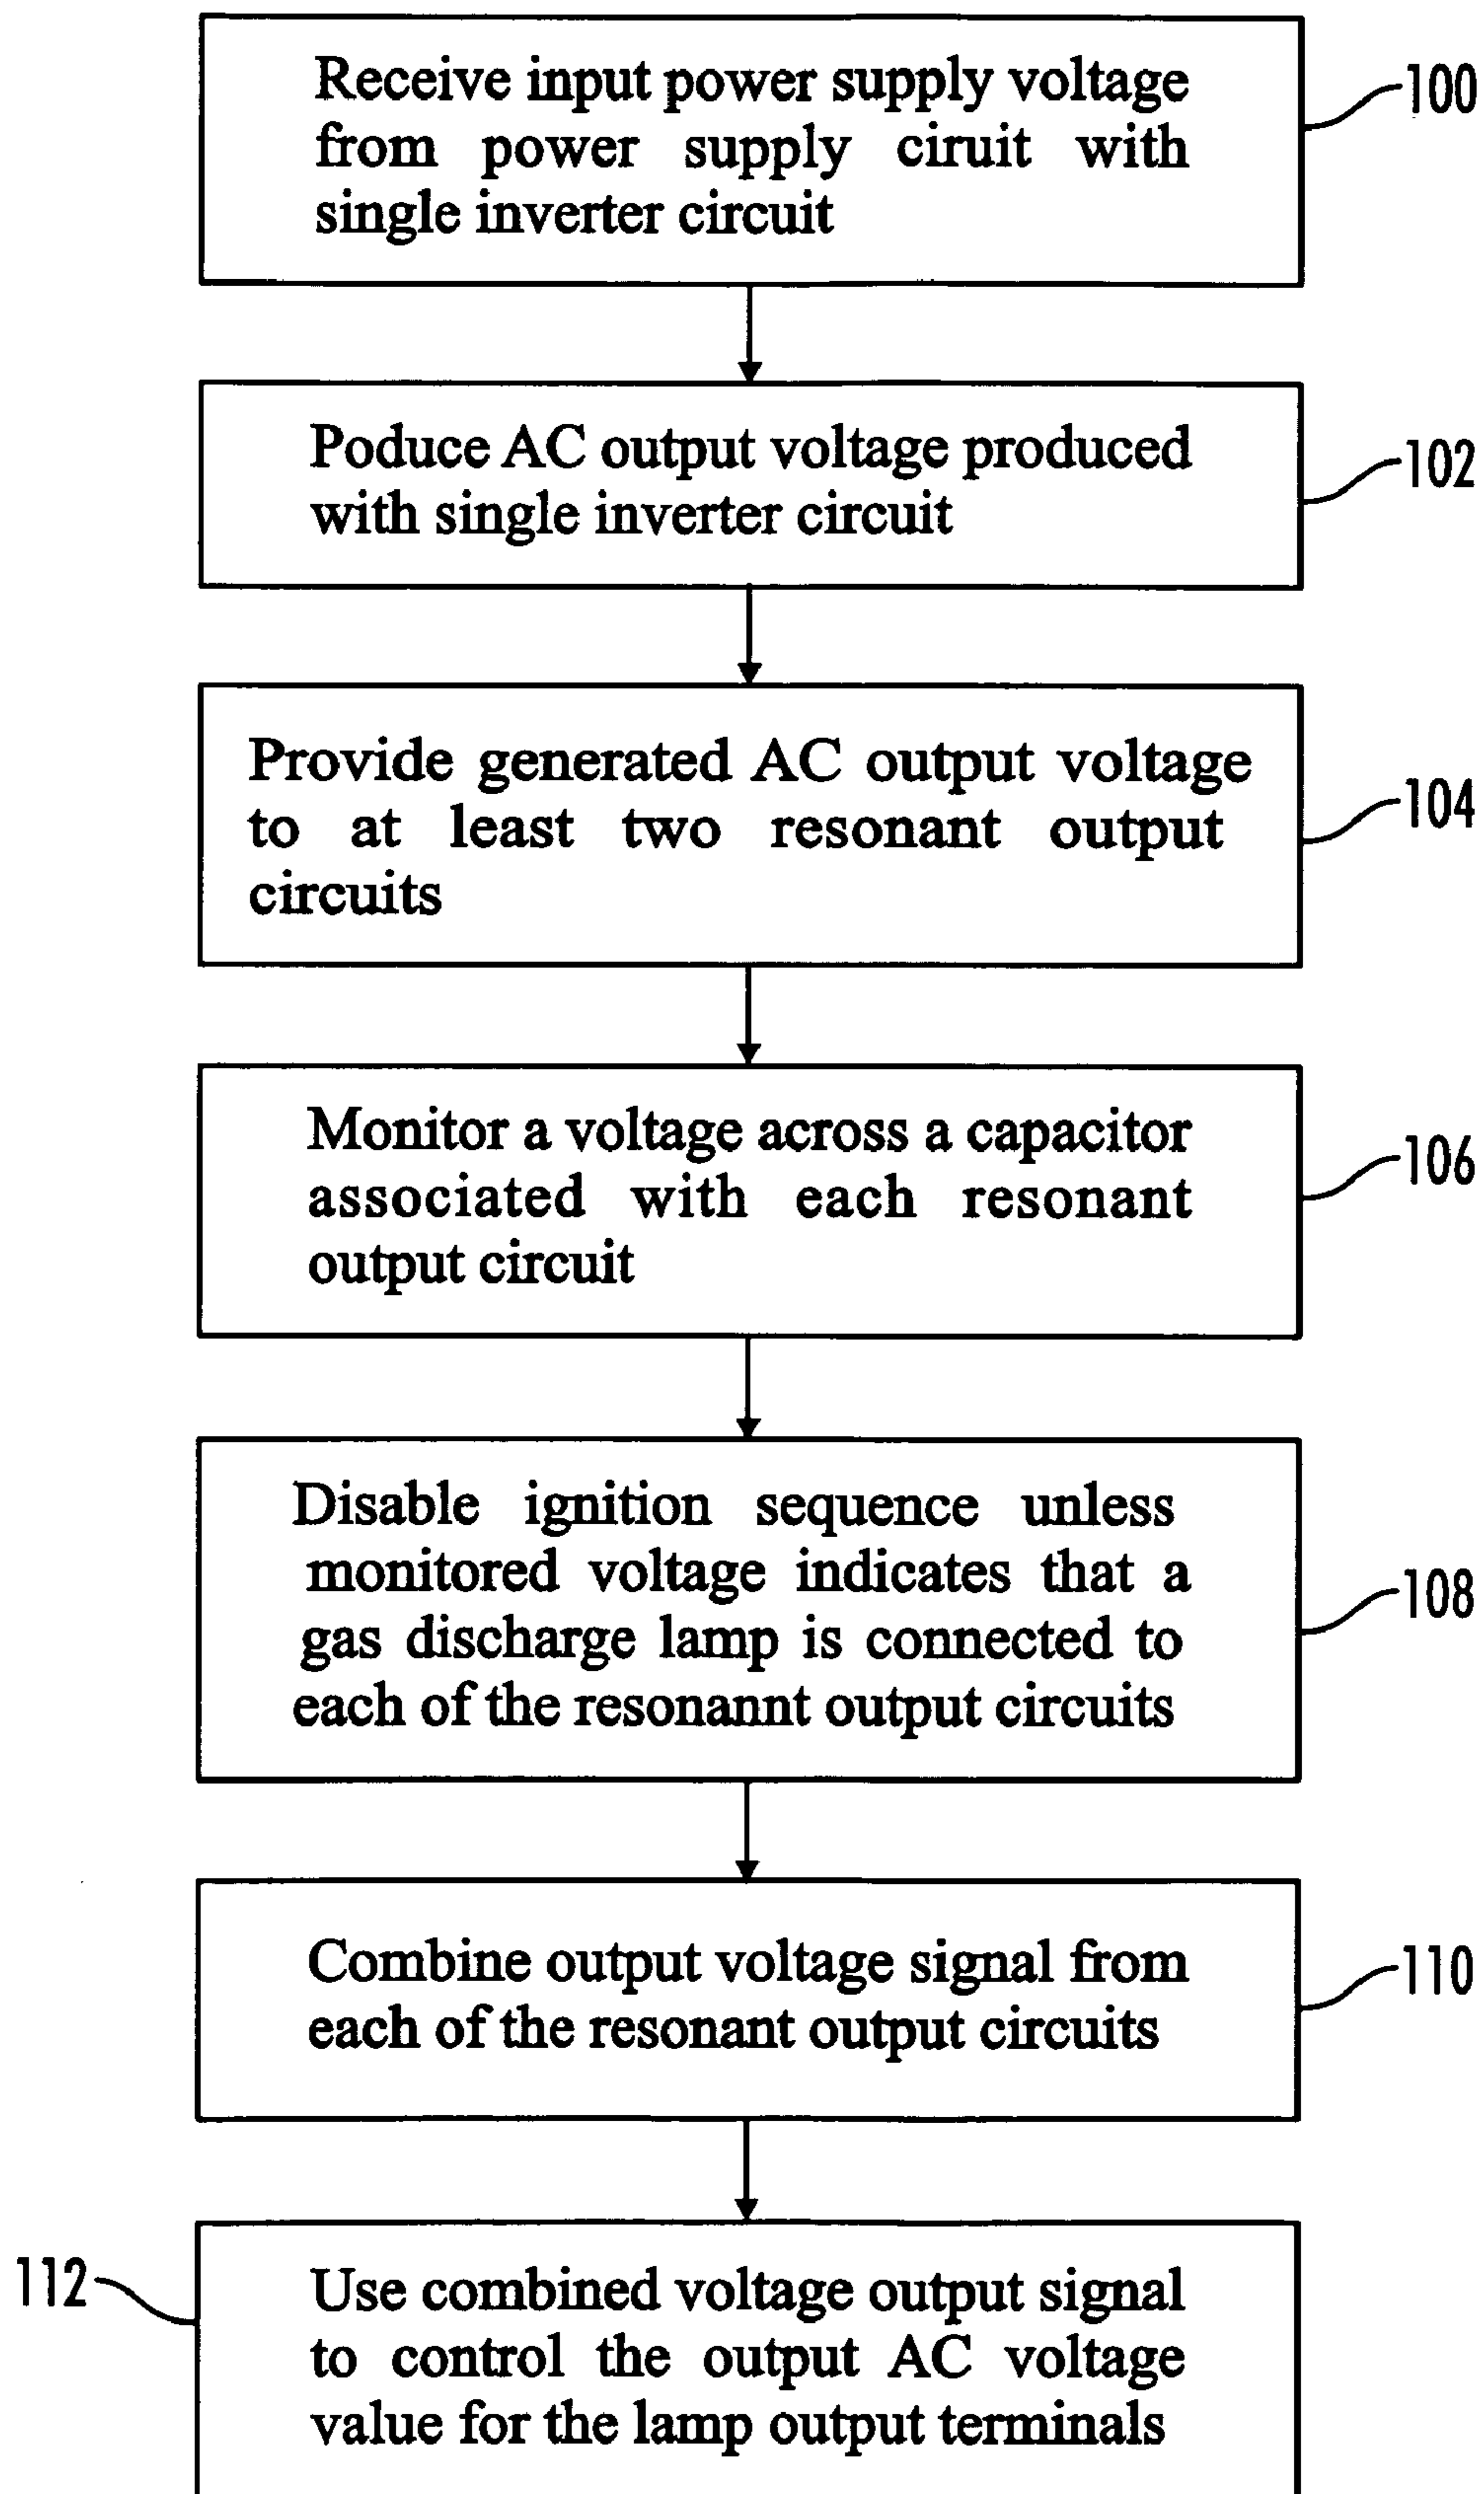 Receive input power supply voltage
from power supply ciruit with
single inverter circuit
100
Poduce AC output voltage produced
with single inverter circuit
102
Provide generated AC output voltage
to at least two resonant output
circuits
104
Monitor a voltage across a capacitor
associated with each resonant
output circuit
106
Disable ignition sequence unless
monitored voltage indicates that a
gas discharge lamp is connected to
each of the resonannt output circuits
108
Combine output voltage signal from
each of the resonant output circuits
110
112
Use combined voltage output signal
to control the output AC voltage
value for the lamp output terminals